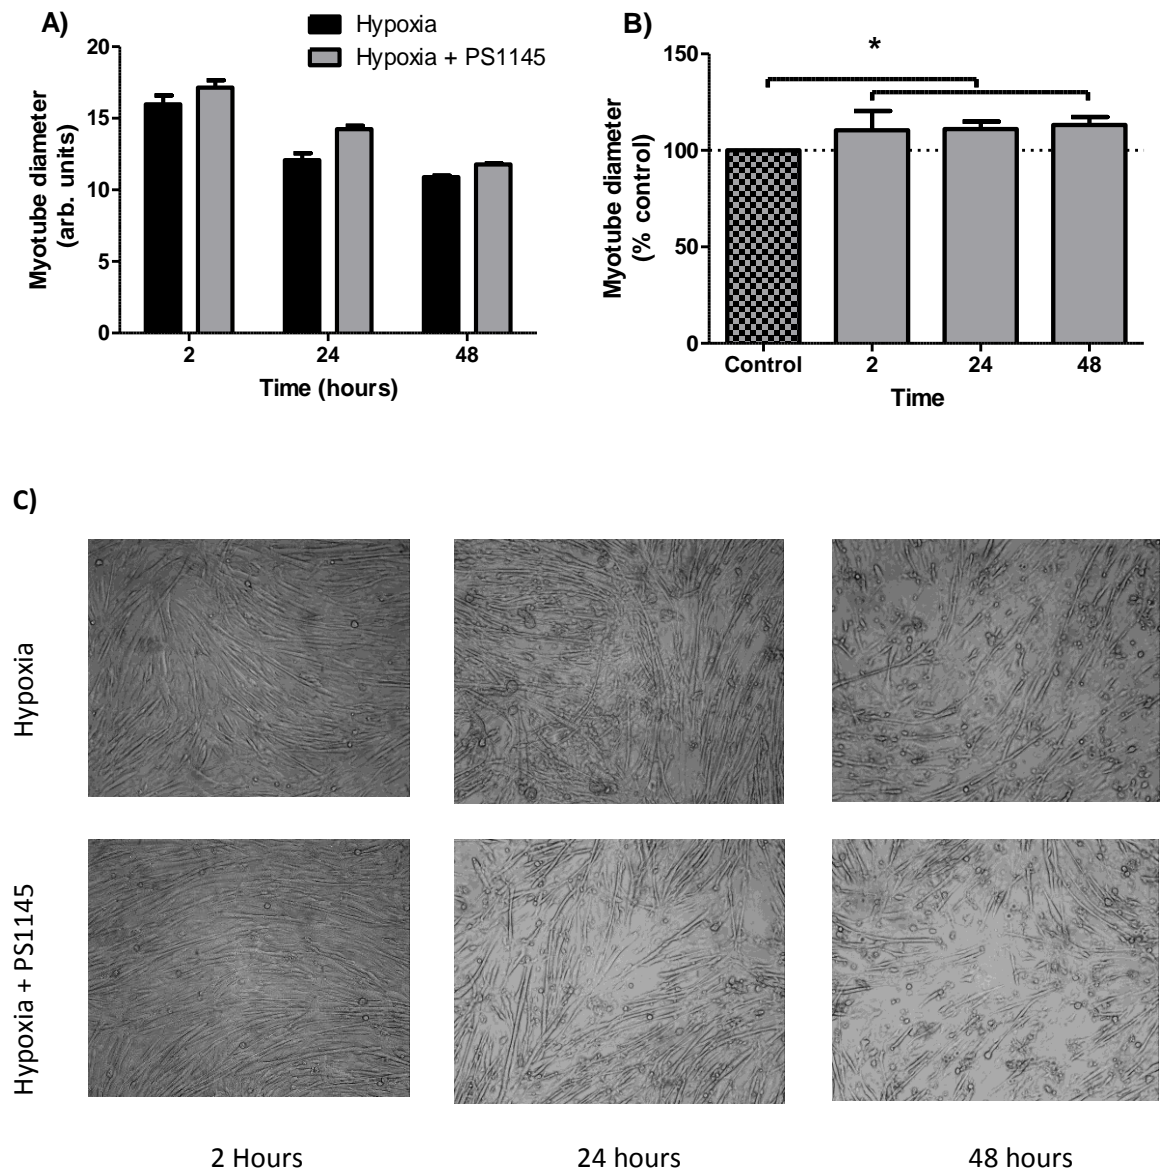 A)
Hypoxia
Hypoxia + PS1145
20
15
10
5
0
Myotube diameter
(arb. units)
2
24
48
Time (hours)
B)
*
150
100
50
0
Myotube diameter
(% control)
Control
2
24
48
Time
C)
Hypoxia
Hypoxia + PS1145
2 Hours
24 hours
48 hours